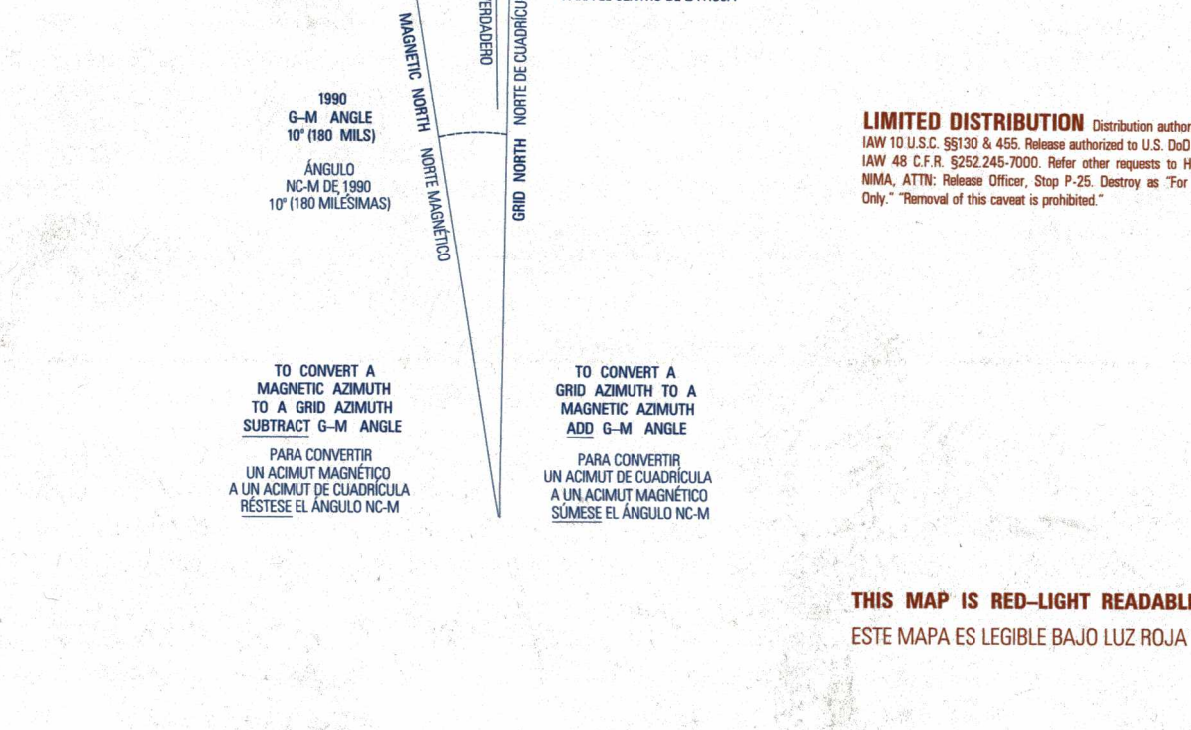 MAGNETIC NORTH NORTE MAGNÉTICO
GRID NORTH NORTE DE CUADRÍCU
1990
G–M ANGLE
10° (180 MILS)
ÁNGULO
NC-M DE 1990
10° (180 MILÉSIMAS)
TO CONVERT A
MAGNETIC AZIMUTH
TO A GRID AZIMUTH
SUBTRACT G–M ANGLE
PARA CONVERTIR
UN ACIMUT MAGNÉTICO
A UN ACIMUT DE CUADRÍCULA
RÉSTESE EL ÁNGULO NC-M
TO CONVERT A
GRID AZIMUTH TO A
MAGNETIC AZIMUTH
ADD G–M ANGLE
PARA CONVERTIR
UN ACIMUT DE CUADRÍCULA
A UN ACIMUT MAGNÉTICO
SÚMESE EL ÁNGULO NC-M
LIMITED DISTRIBUTION Distribution author
IAW 10 U.S.C. §§130 & 455. Release authorized to U.S. DoD
IAW 48 C.F.R. §252.245-7000. Refer other requests to H
NIMA, ATTN: Release Officer, Stop P-25. Destroy as "For
Only." "Removal of this caveat is prohibited."
THIS MAP IS RED–LIGHT READABL
ESTE MAPA ES LEGIBLE BAJO LUZ ROJA